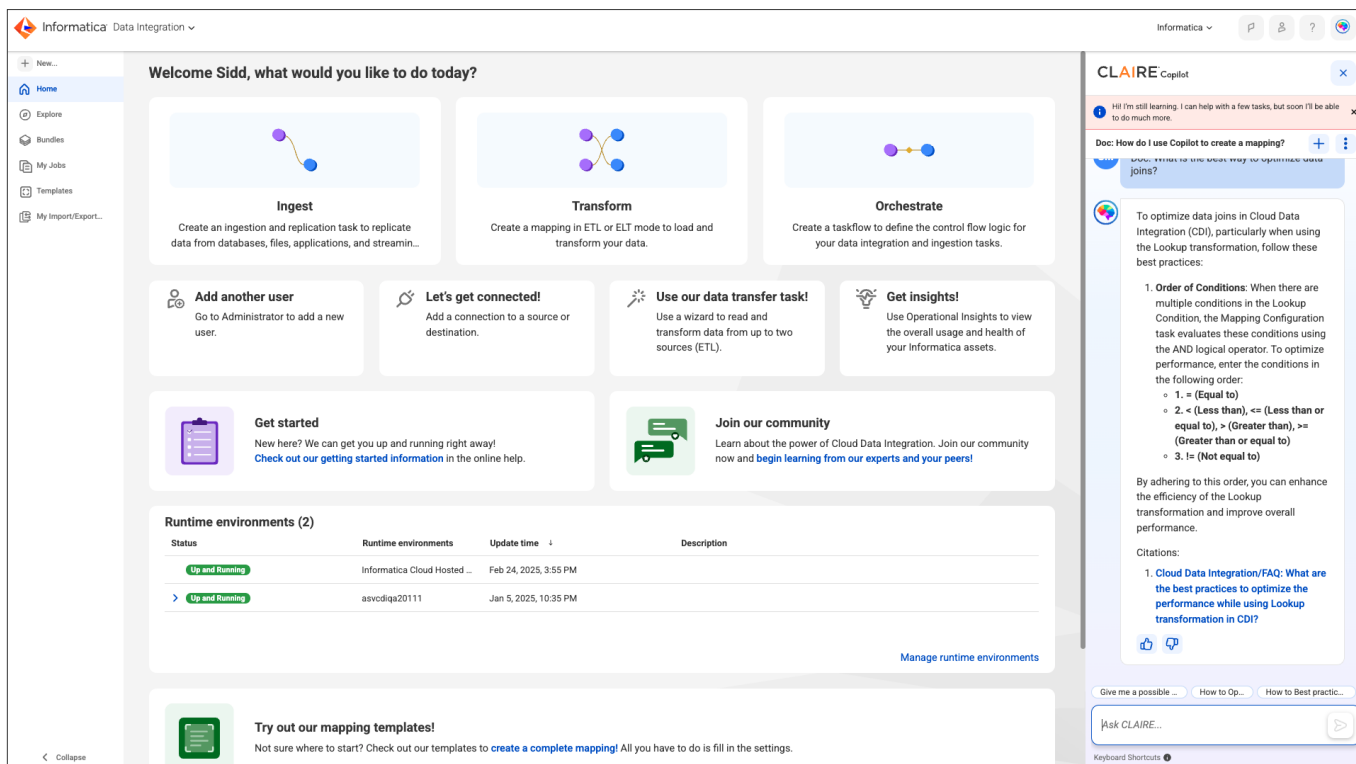 Informatica Data Integration
Informatica
?
New...
Home
Explore
Bundles
My Jobs
Templates
My Import/Export...
Collapse
Welcome Sidd, what would you like to do today?
Ingest
Create an ingestion and replication task to replicate
data from databases, files, applications, and streamin...
Transform
Create a mapping in ETL or ELT mode to load and
transform your data.
Orchestrate
Create a taskflow to define the control flow logic for
your data integration and ingestion tasks.
Add another user
Go to Administrator to add a new
user.
Let's get connected!
Add a connection to a source or
destination.
Use our data transfer task!
Use a wizard to read and
transform data from up to two
sources (ETL).
Get insights!
Use Operational Insights to view
the overall usage and health of
your Informatica assets.
Get started
New here? We can get you up and running right away!
Check out our getting started information in the online help.
Join our community
Learn about the power of Cloud Data Integration. Join our community
now and begin learning from our experts and your peers!
Runtime environments (2)
Status Runtime environments Update time ↓ Description
Up and Running Informatica Cloud Hosted ... Feb 24, 2025, 3:55 PM
Up and Running asvcdiqa20111 Jan 5, 2025, 10:35 PM
Manage runtime environments
Try out our mapping templates!
Not sure where to start? Check out our templates to create a complete mapping! All you have to do is fill in the settings.
CLAIRE Copilot
Hi! I'm still learning. I can help with a few tasks, but soon I'll be able
to do much more.
Doc: How do I use Copilot to create a mapping?
Doc: What is the best way to optimize data
joins?
To optimize data joins in Cloud Data
Integration (CDI), particularly when using
the Lookup transformation, follow these
best practices:
1. Order of Conditions: When there are
multiple conditions in the Lookup
Condition, the Mapping Configuration
task evaluates these conditions using
the AND logical operator. To optimize
performance, enter the conditions in
the following order:
1. = (Equal to)
2. < (Less than), <= (Less than or
equal to), > (Greater than), >=
(Greater than or equal to)
3. != (Not equal to)
By adhering to this order, you can enhance
the efficiency of the Lookup
transformation and improve overall
performance.
Citations:
1. Cloud Data Integration/FAQ: What are
the best practices to optimize the
performance while using Lookup
transformation in CDI?
Give me a possible ...
How to Op...
How to Best practic...
Ask CLAIRE...
Keyboard Shortcuts